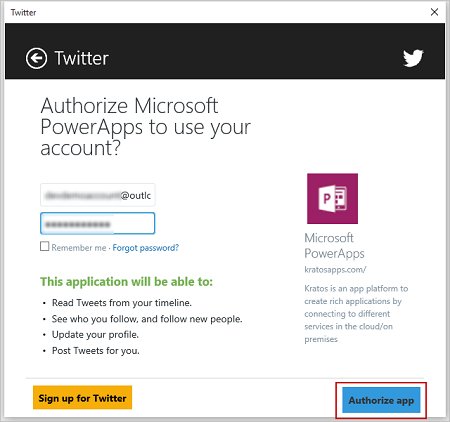 Twitter
Twitter
Authorize Microsoft
PowerApps to use your
account?
@outlc
Remember me · Forgot password?
This application will be able to:
• Read Tweets from your timeline.
• See who you follow, and follow new people.
• Update your profile.
• Post Tweets for you.
Microsoft
PowerApps
kratosapps.com/
Kratos is an app platform to
create rich applications by
connecting to different
services in the cloud/on
premises
Sign up for Twitter
Authorize app